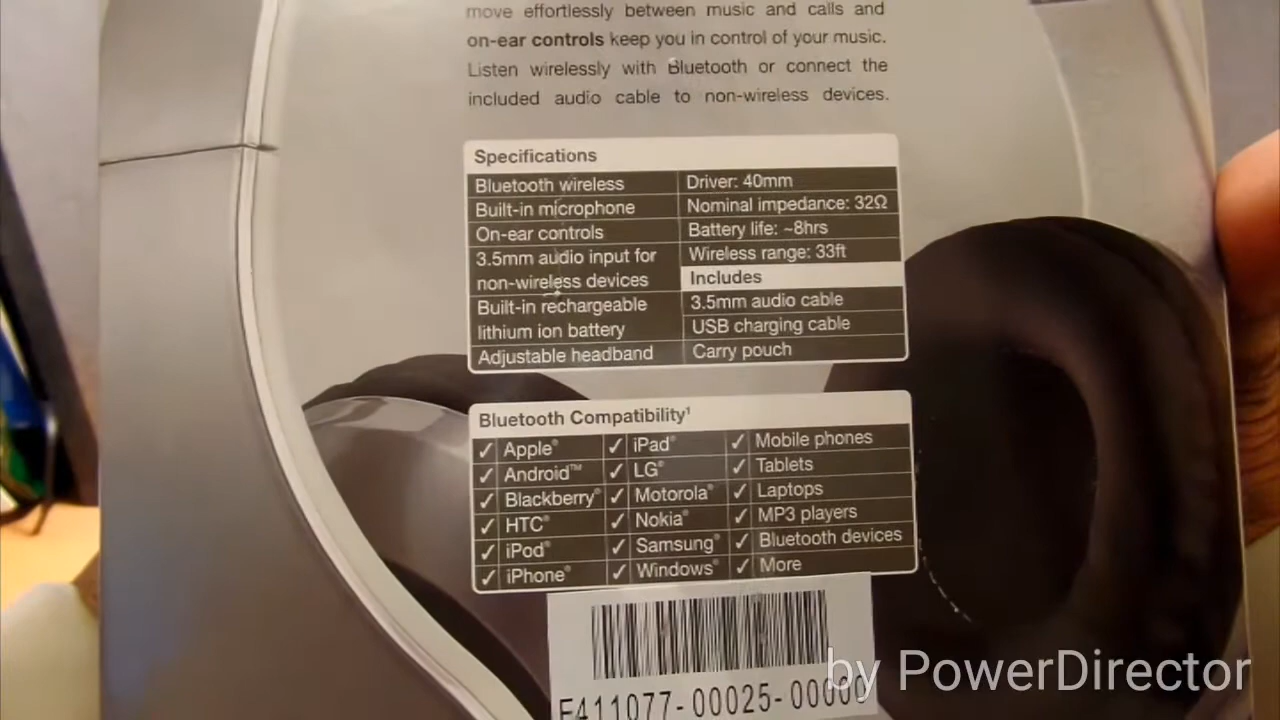 move effortlessly between music and calls and
on-ear controls keep you in control of your music.
Listen wirelessly with Bluetooth or connect the
included audio cable to non-wireless devices.
Specifications
Bluetooth wireless
Built-in microphone
On-ear controls
3.5mm audio input for
non-wireless devices
Built-in rechargeable
lithium ion battery
Adjustable headband
Driver: 40mm
Nominal impedance: 32Ω
Battery life: ~8hrs
Wireless range: 33ft
Includes
3.5mm audio cable
USB charging cable
Carry pouch
Bluetooth Compatibility¹
✓ Apple® ✓ iPad® ✓ Mobile phones
✓ Android™ ✓ LG® ✓ Tablets
✓ Blackberry® ✓ Motorola® ✓ Laptops
✓ HTC® ✓ Nokia® ✓ MP3 players
✓ iPod® ✓ Samsung® ✓ Bluetooth devices
✓ iPhone® ✓ Windows® ✓ More
F411077-00025-00000
by PowerDirector